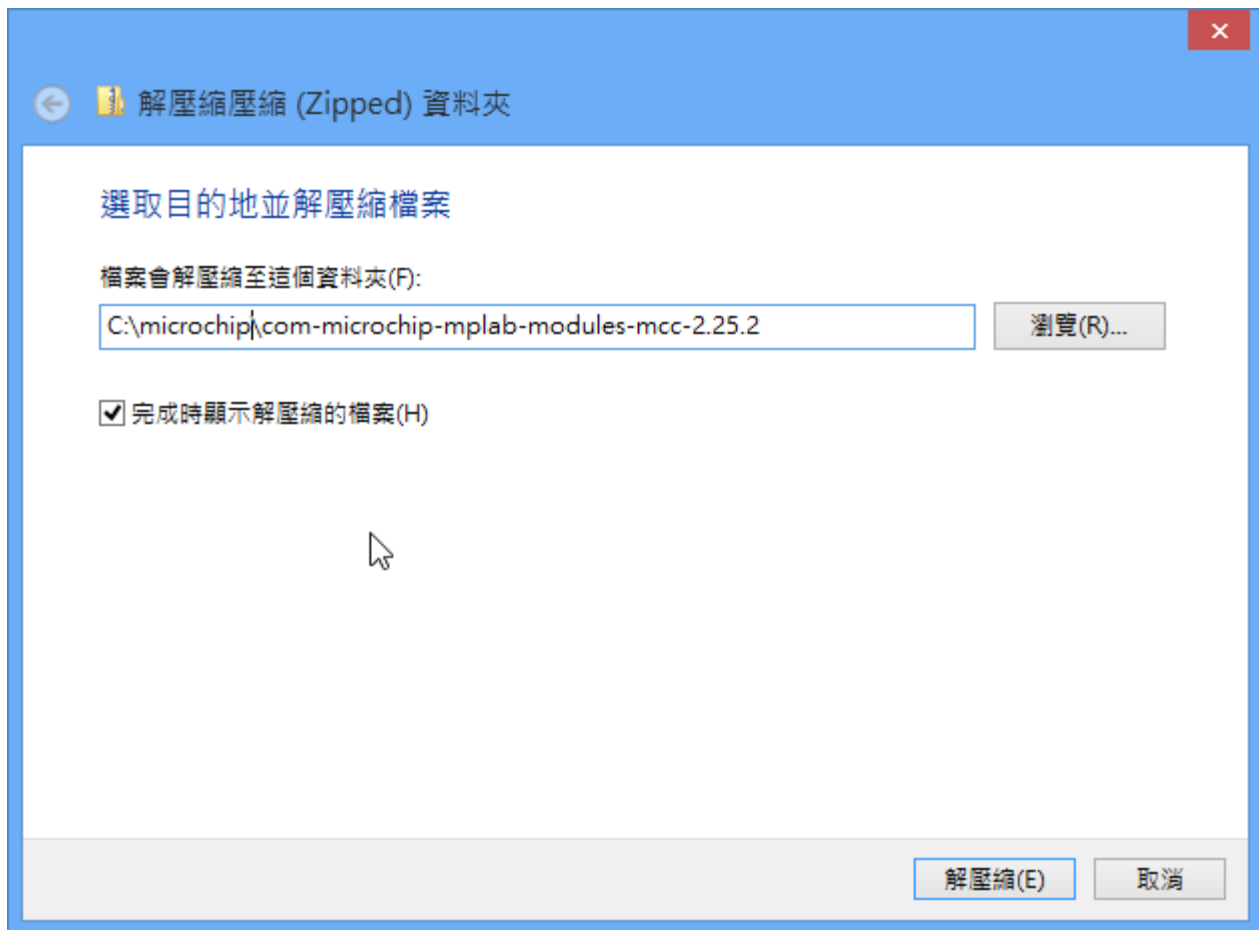 解壓縮壓縮 (Zipped) 資料夾
選取目的地並解壓縮檔案
檔案會解壓縮至這個資料夾(F):
C:\microchip\com-microchip-mplab-modules-mcc-2.25.2
瀏覽(R)...
完成時顯示解壓縮的檔案(H)
解壓縮(E)
取消